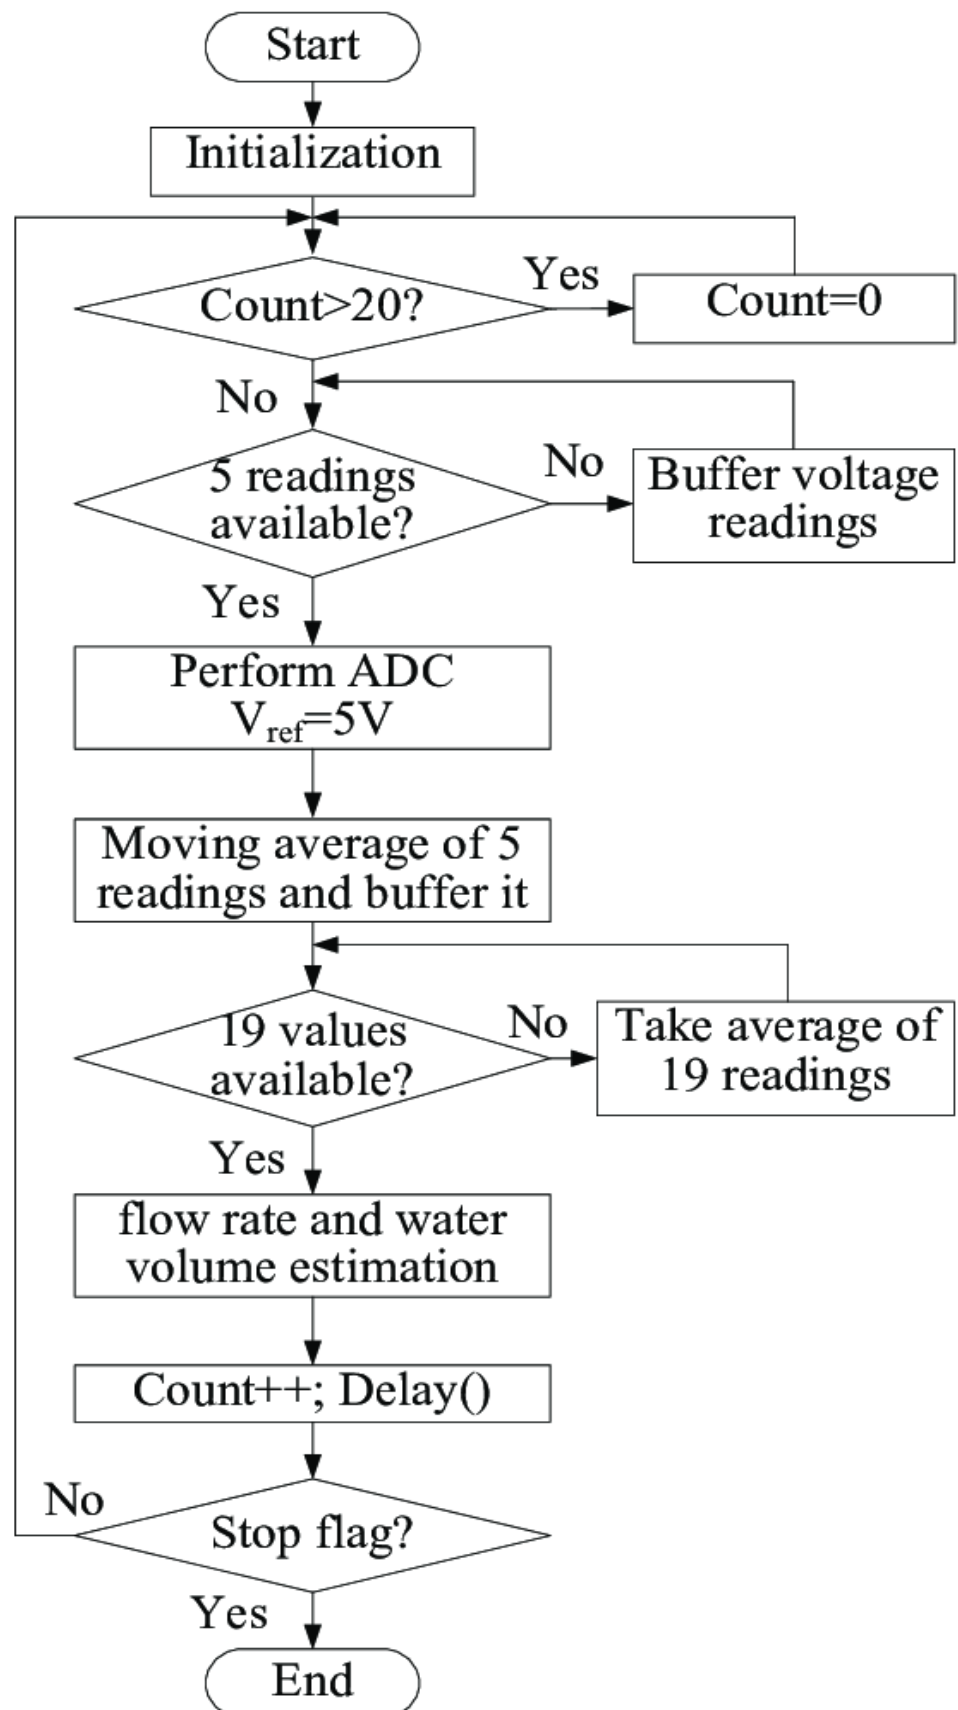 Start
Initialization
Count>20?
Yes
Count=0
No
5 readings
available?
No
Buffer voltage
readings
Yes
Perform ADC
Vref=5V
Moving average of 5
readings and buffer it
19 values
available?
No
Take average of
19 readings
Yes
flow rate and water
volume estimation
Count++; Delay()
No
Stop flag?
Yes
End